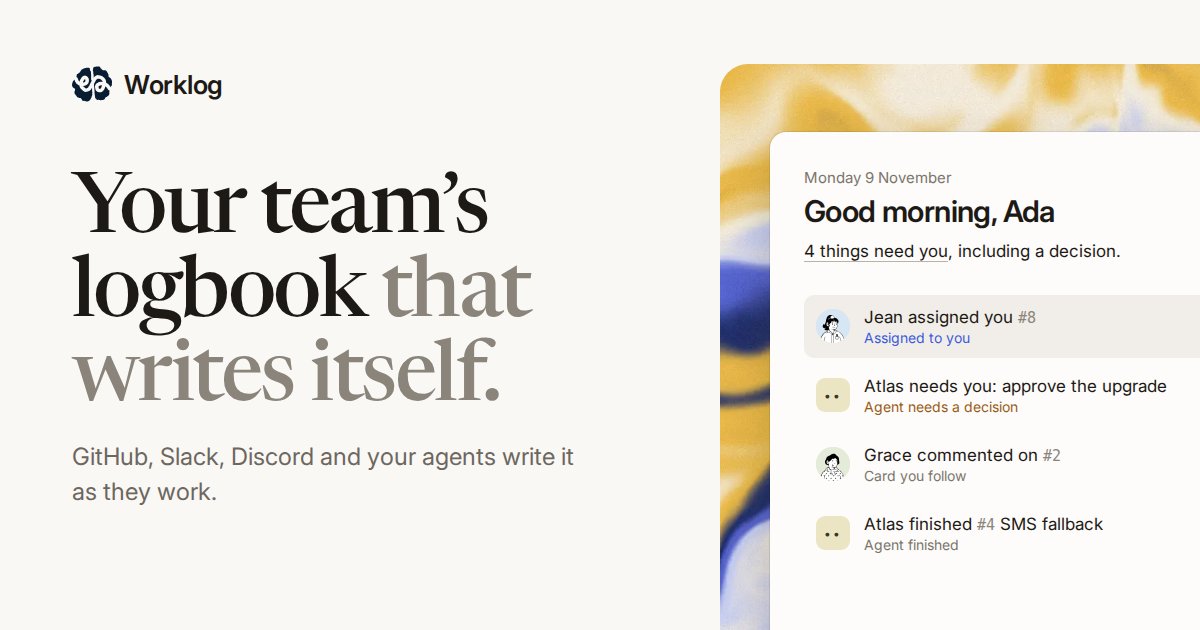 Worklog
Your team’s
logbook that
writes itself.
GitHub, Slack, Discord and your agents write it
as they work.
Monday 9 November
Good morning, Ada
4 things need you, including a decision.
Jean assigned you #8
Assigned to you
Atlas needs you: approve the upgrade
Agent needs a decision
Grace commented on #2
Card you follow
Atlas finished #4 SMS fallback
Agent finished